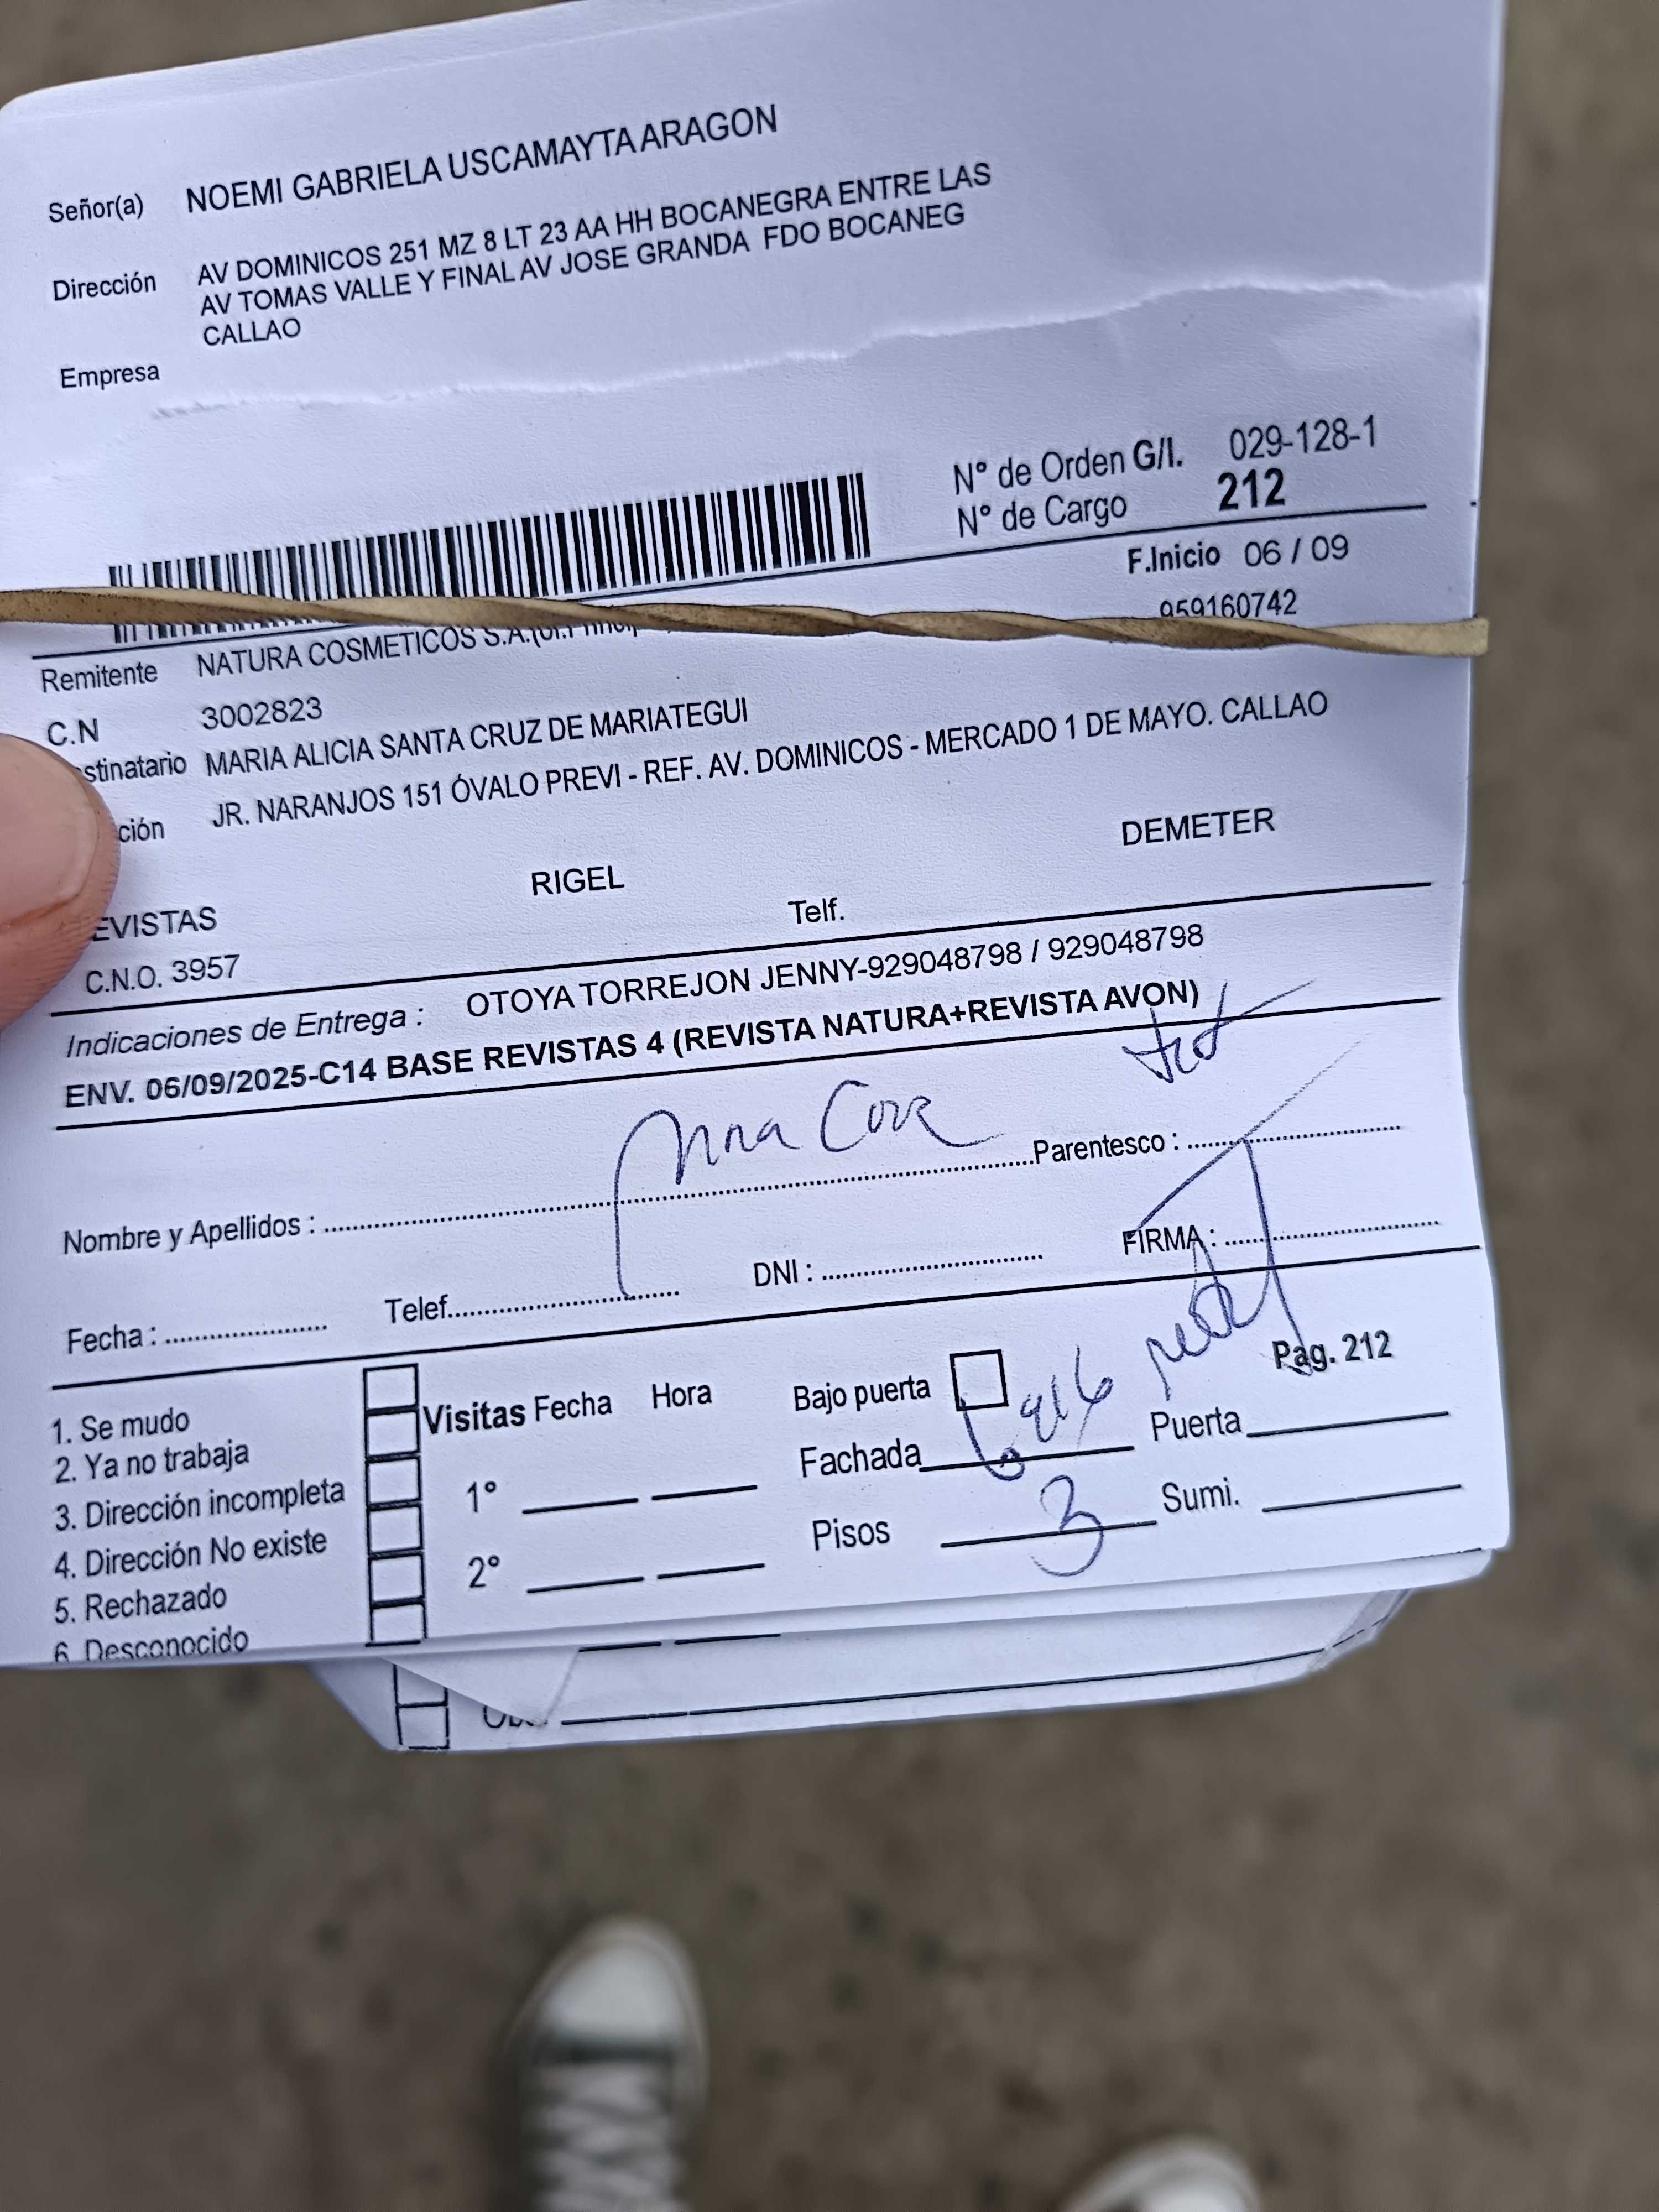 Señor(a) NOEMI GABRIELA USCAMAYTA ARAGON
Dirección AV DOMINICOS 251 MZ 8 LT 23 AA HH BOCANEGRA ENTRE LAS
AV TOMAS VALLE Y FINAL AV JOSE GRANDA FDO BOCANEG
CALLAO
Empresa
N° de Orden G/I. 029-128-1
N° de Cargo 212
F.Inicio 06 / 09
959160742
Remitente NATURA COSMETICOS S.A.
C.N 3002823
stinatario MARIA ALICIA SANTA CRUZ DE MARIATEGUI
ción JR. NARANJOS 151 ÓVALO PREVI - REF. AV. DOMINICOS - MERCADO 1 DE MAYO. CALLAO
RIGEL DEMETER
EVISTAS
C.N.O. 3957 Telf.
Indicaciones de Entrega : OTOYA TORREJON JENNY-929048798 / 929048798
ENV. 06/09/2025-C14 BASE REVISTAS 4 (REVISTA NATURA+REVISTA AVON)
Nombre y Apellidos : Parentesco :
Fecha : Telef. DNI : FIRMA :
Pág. 212
1. Se mudo
2. Ya no trabaja
3. Dirección incompleta
4. Dirección No existe
5. Rechazado
6. Desconocido
Visitas Fecha Hora
1°
2°
Bajo puerta
Fachada Puerta
Pisos 3 Sumi.